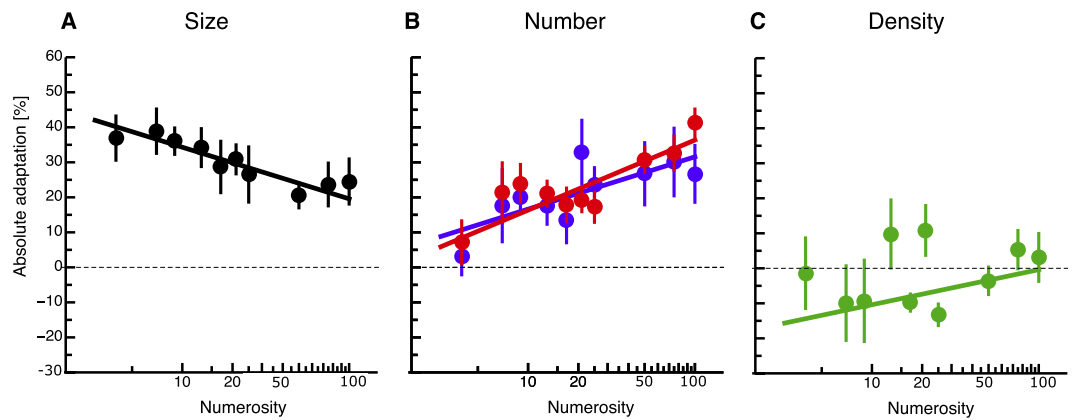 A Size
B Number
C Density
Absolute adaptation [%]
60
50
40
30
20
10
0
−10
−20
-30
10 20 50 100
10 20 50 100
10 20 50 100
Numerosity
Numerosity
Numerosity